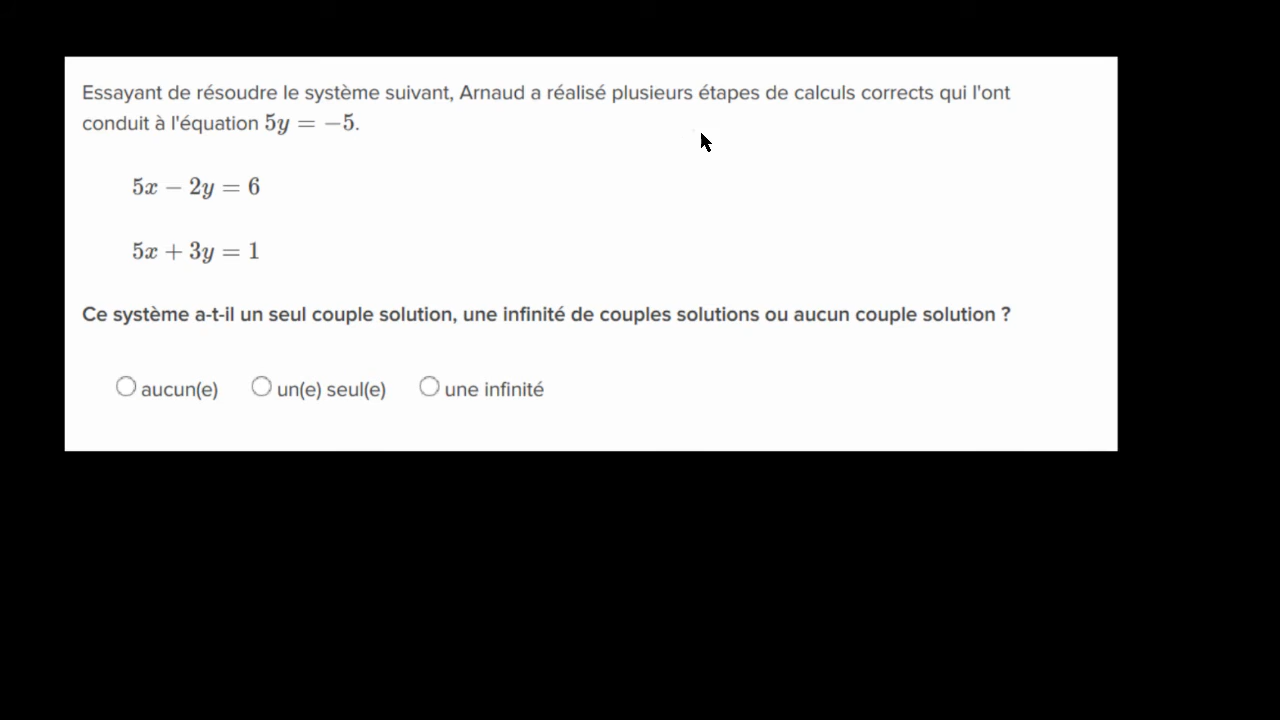 Essayant de résoudre le système suivant, Arnaud a réalisé plusieurs étapes de calculs corrects qui l'ont
conduit à l'équation 5y = −5.
5x − 2y = 6
5x + 3y = 1
Ce système a-t-il un seul couple solution, une infinité de couples solutions ou aucun couple solution ?
aucun(e) un(e) seul(e) une infinité